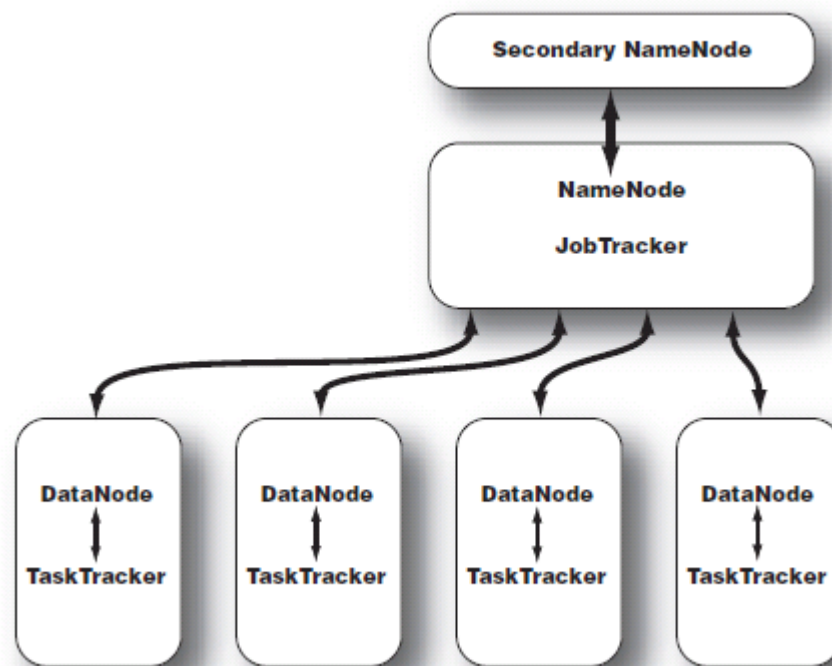 Secondary NameNode
NameNode
JobTracker
DataNode
TaskTracker
DataNode
TaskTracker
DataNode
TaskTracker
DataNode
TaskTracker